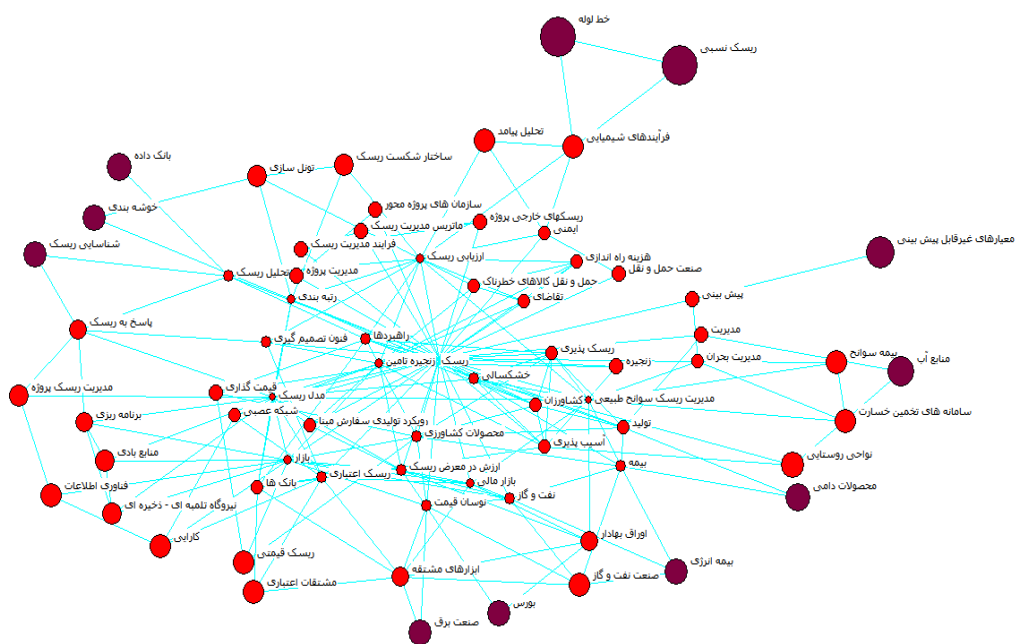 خط لوله
ریسک نسبی
تحلیل پیامد
فرآیندهای شیمیایی
بانک داده
تونل سازی
ساختار شکست ریسک
خوشه بندی
سازمان های پروژه محور
ریسکهای خارجی پروژه
ماتریس مدیریت ریسک
ایمنی
شناسایی ریسک
فرایند مدیریت ریسک
معیارهای غیرقابل پیش بینی
ارزیابی ریسک
هزینه راه اندازی
صنعت حمل و نقل
تحلیل ریسک
مدیریت پروژه
حمل و نقل کالاهای خطرناک
رتبه بندی
تقاضای
پیش بینی
پاسخ به ریسک
فنون تصمیم گیری
راهبردها
مدیریت
ریسک پذیری
ریسک زنجیره تامین
زنجیره
مدیریت بحران
بیمه سوانح
منابع آب
خشکسالی
مدیریت ریسک پروژه
قیمت گذاری
مدل ریسک
کشاورزان
مدیریت ریسک سوانح طبیعی
برنامه ریزی
شبکه عصبی
رویکرد تولیدی سفارش مبنا
تولید
سامانه های تخمین خسارت
محصولات کشاورزی
آسیب پذیری
منابع بادی
بازار
بیمه
نواحی روستایی
ارزش در معرض ریسک
ریسک اعتباری
بازار مالی
فناوری اطلاعات
بانک ها
نفت و گاز
محصولات دامی
نیروگاه تلمبه ای - ذخیره ای
نوسان قیمت
کارایی
اوراق بهادار
ریسک قیمتی
بیمه انرژی
ابزارهای مشتقه
صنعت نفت و گاز
مشتقات اعتباری
بورس
صنعت برق